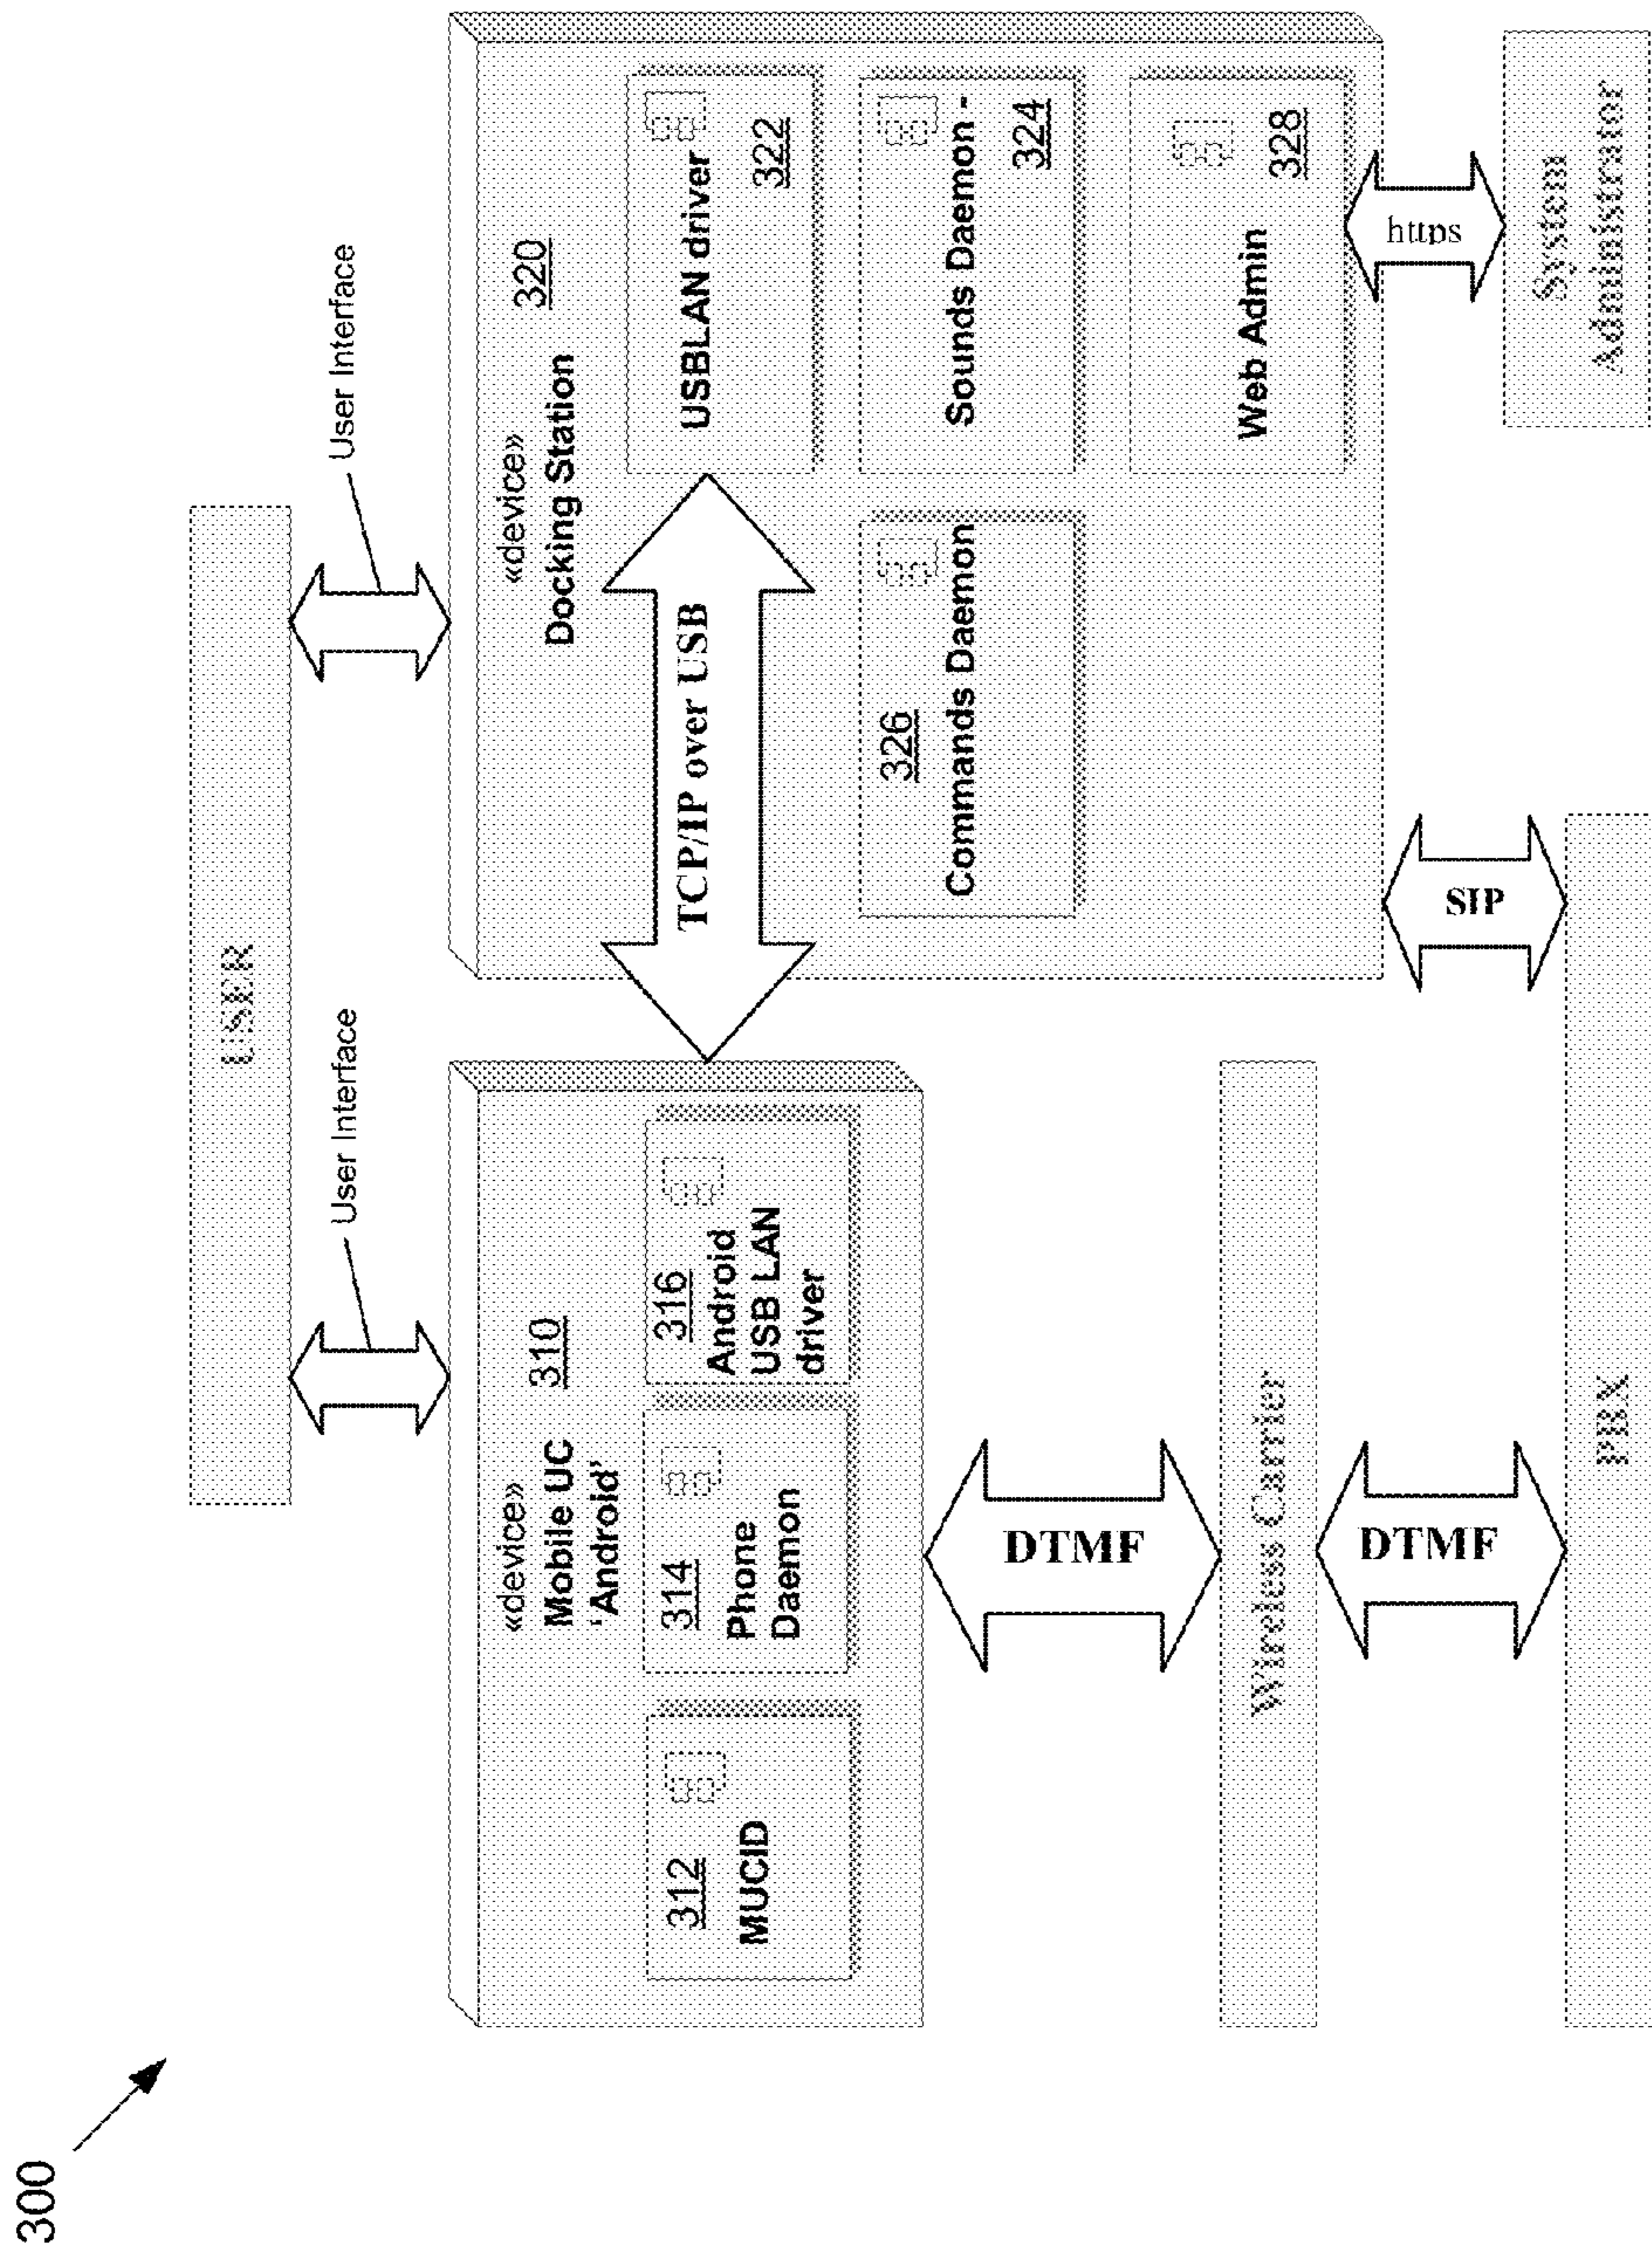 300
USER
User Interface
User Interface
«device»
Mobile UC
'Android'
310
312
MUCID
314
Phone
Daemon
316
Android
USB LAN
driver
TCP/IP over USB
«device»
Docking Station
320
USBLAN driver
322
326
Commands Daemon
Sounds Daemon -
324
Web Admin
328
DTMF
Wireless Carrier
DTMF
SIP
https
PBX
System
Administrator